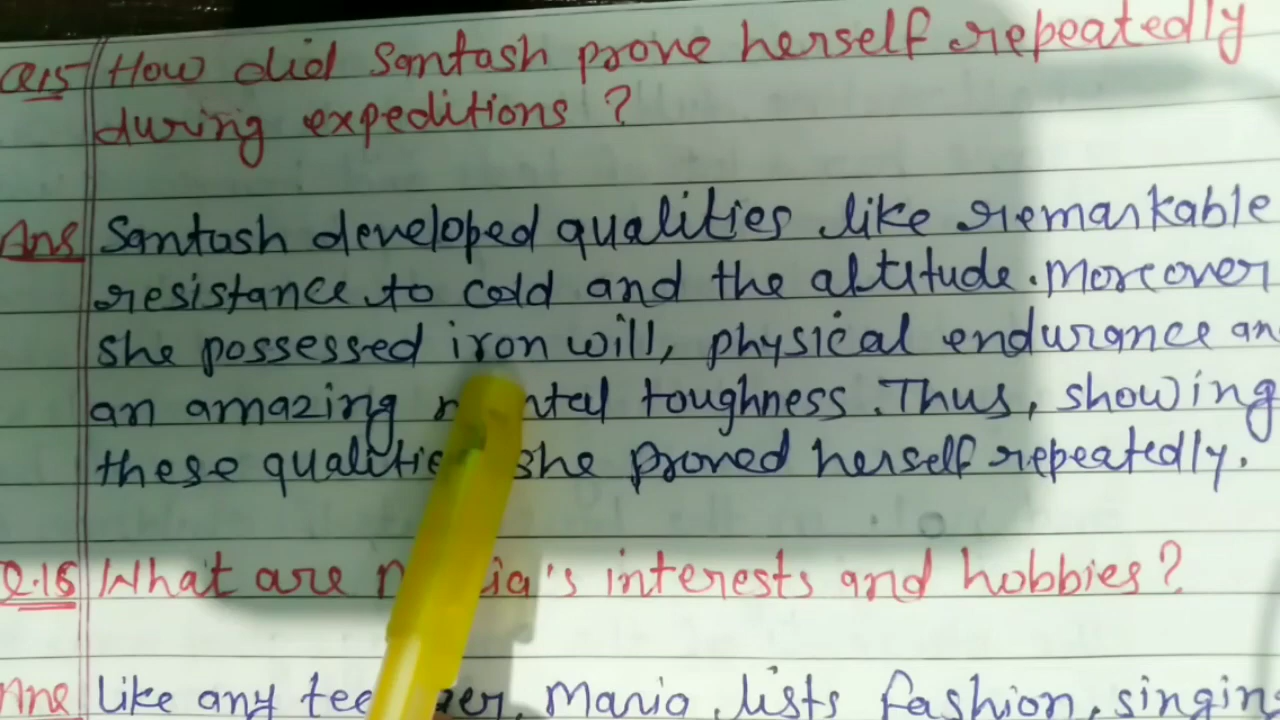 Q15 How did Santosh prove herself repeatedly
during expeditions ?
Ans Santosh developed qualities like remarkable
resistance to cold and the altitude. Moreover
she possessed iron will, physical endurance an
an amazing toughness. Thus, showing
these she proved herself repeatedly.
Q.16 What are interests and hobbies?
Ans Like any Maria lists fashion, singin